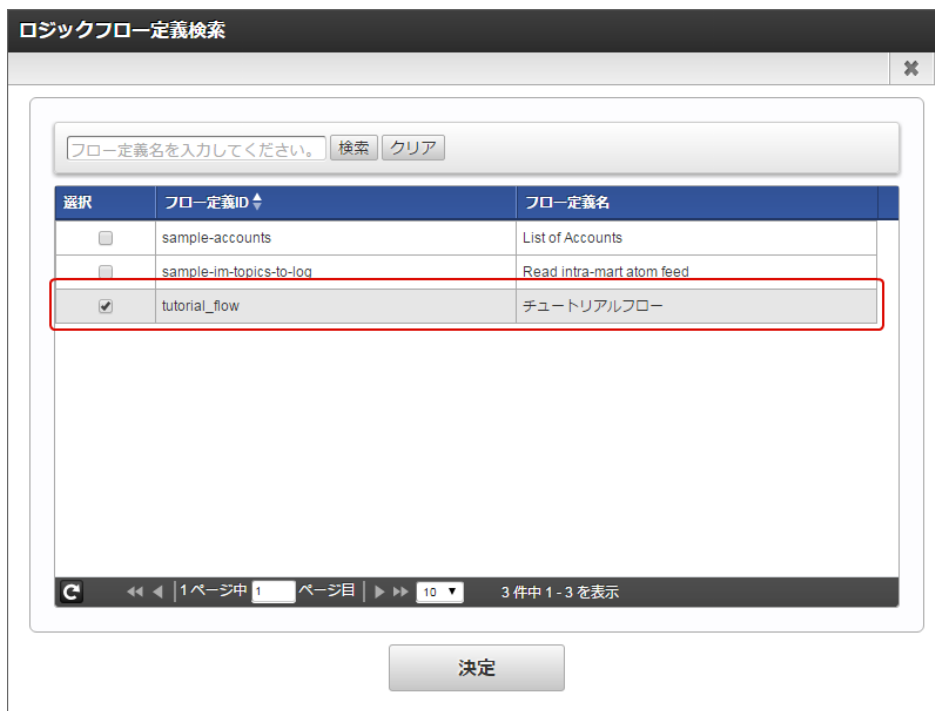 ロジックフロー定義検索
フロー定義名を入力してください。 検索 クリア
選択 フロー定義ID フロー定義名
sample-accounts List of Accounts
sample-im-topics-to-log Read intra-mart atom feed
tutorial_flow チュートリアルフロー
1 ページ中 1 ページ目 10 3 件中 1 - 3 を表示
決定